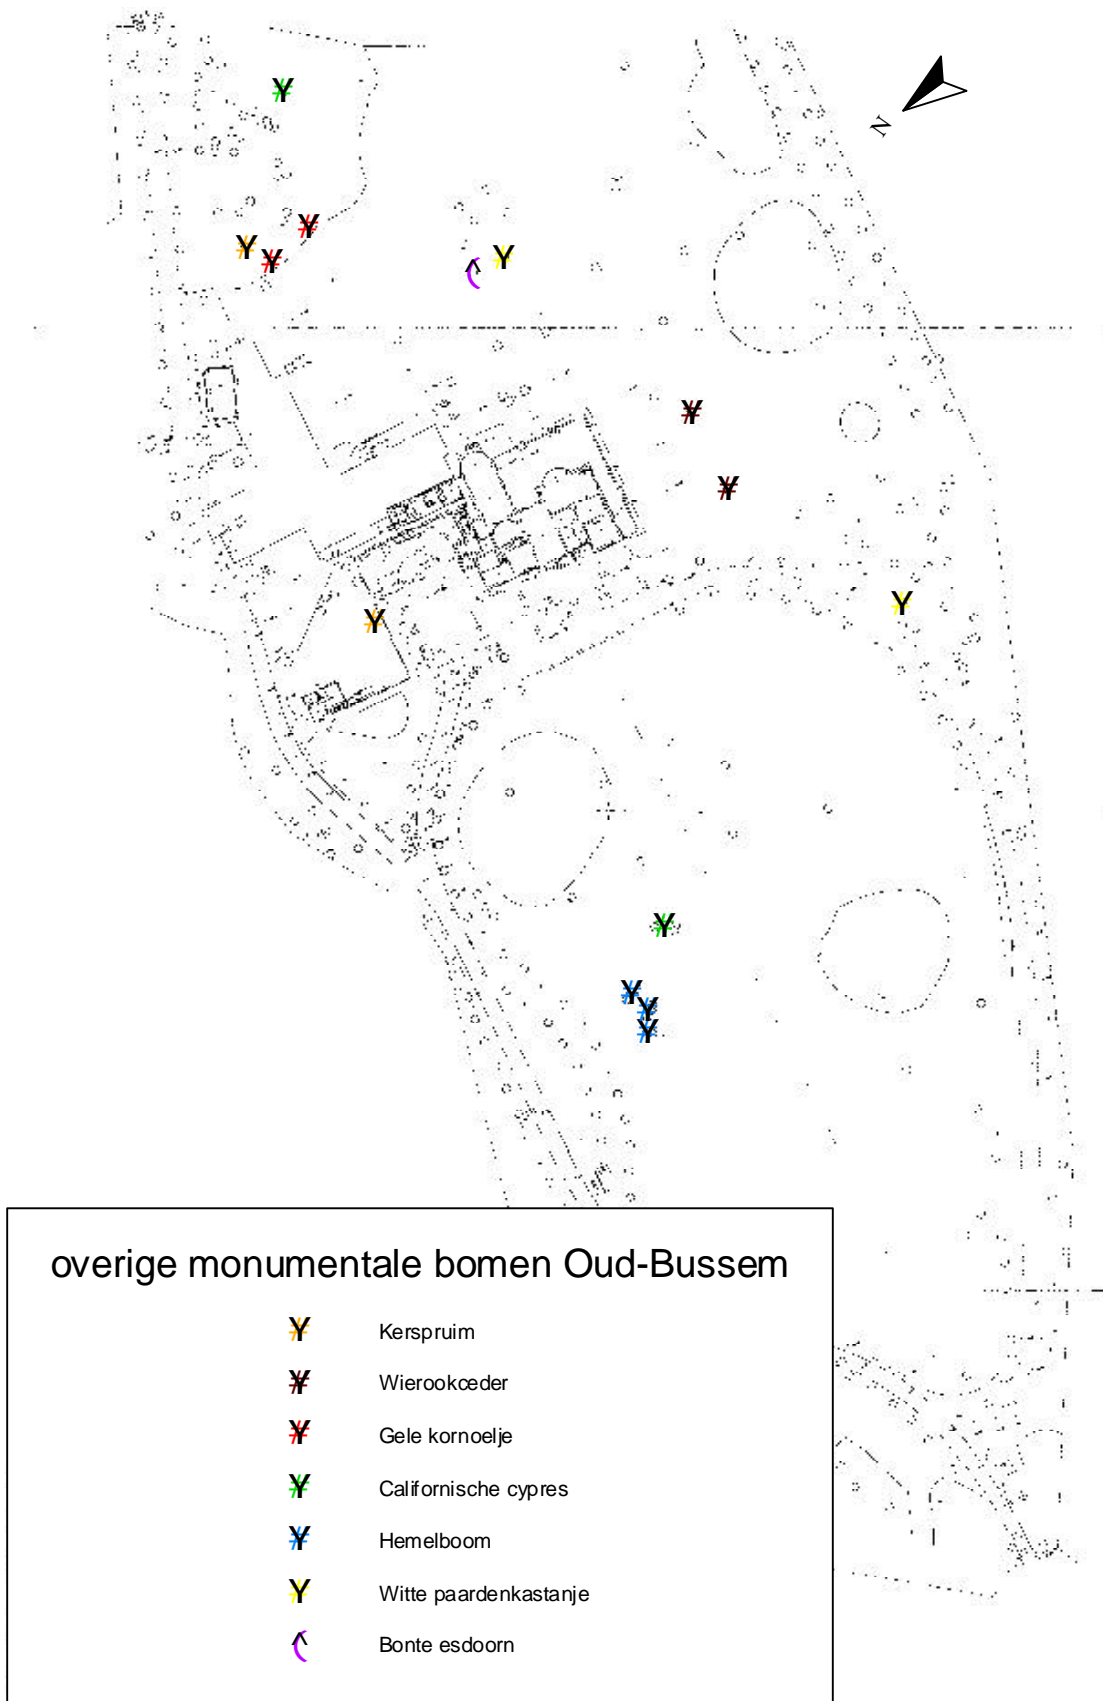 N
overige monumentale bomen Oud-Bussem
Kerspruim
Wierookceder
Gele kornoelje
Californische cypres
Hemelboom
Witte paardenkastanje
Bonte esdoorn